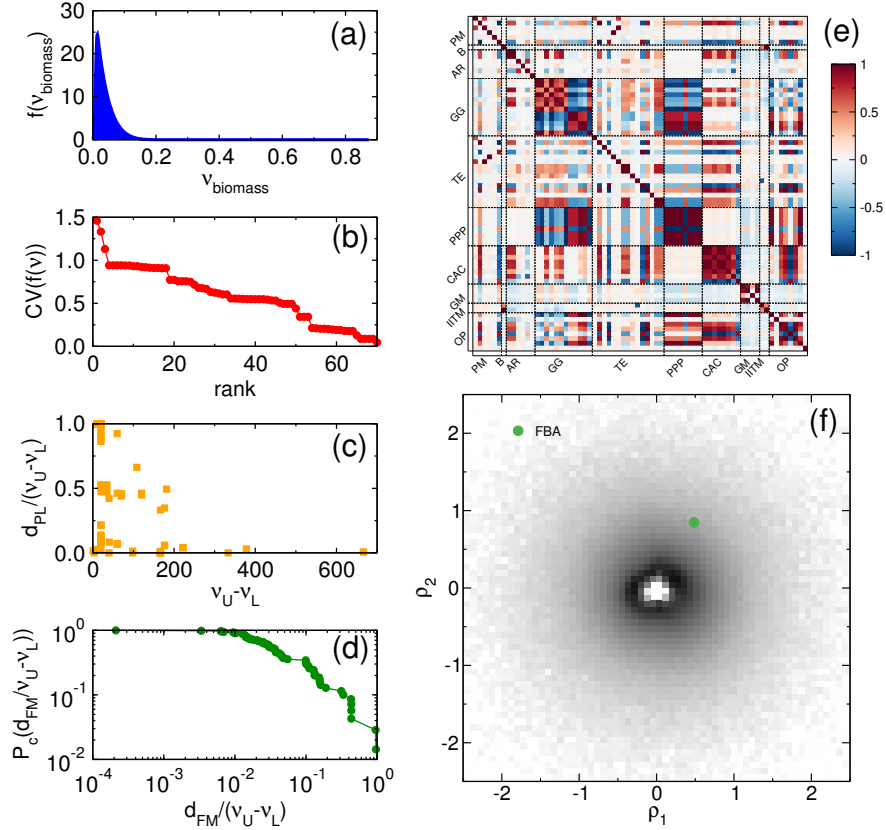 (a)
f(ν_biomass)
30
20
10
0
0.0 0.2 0.4 0.6 0.8
ν_biomass
(b)
CV(f(ν))
1.5
1.0
0.5
0.0
0 20 40 60
rank
(c)
d_PL/(ν_U-ν_L)
1.0
0.5
0.0
0 200 400 600
ν_U-ν_L
(d)
P_c(d_FM/ν_U-ν_L))
10^0
10^-1
10^-2
10^-4 10^-3 10^-2 10^-1 10^0
d_FM/(ν_U-ν_L)
(e)
PM
B
AR
GG
TE
PPP
CAC
GM
IITM
OP
PM B AR GG TE PPP CAC GM IITM OP
1
0.5
0
-0.5
-1
(f)
FBA
ρ_2
2
1
0
-1
-2
-2 -1 0 1 2
ρ_1